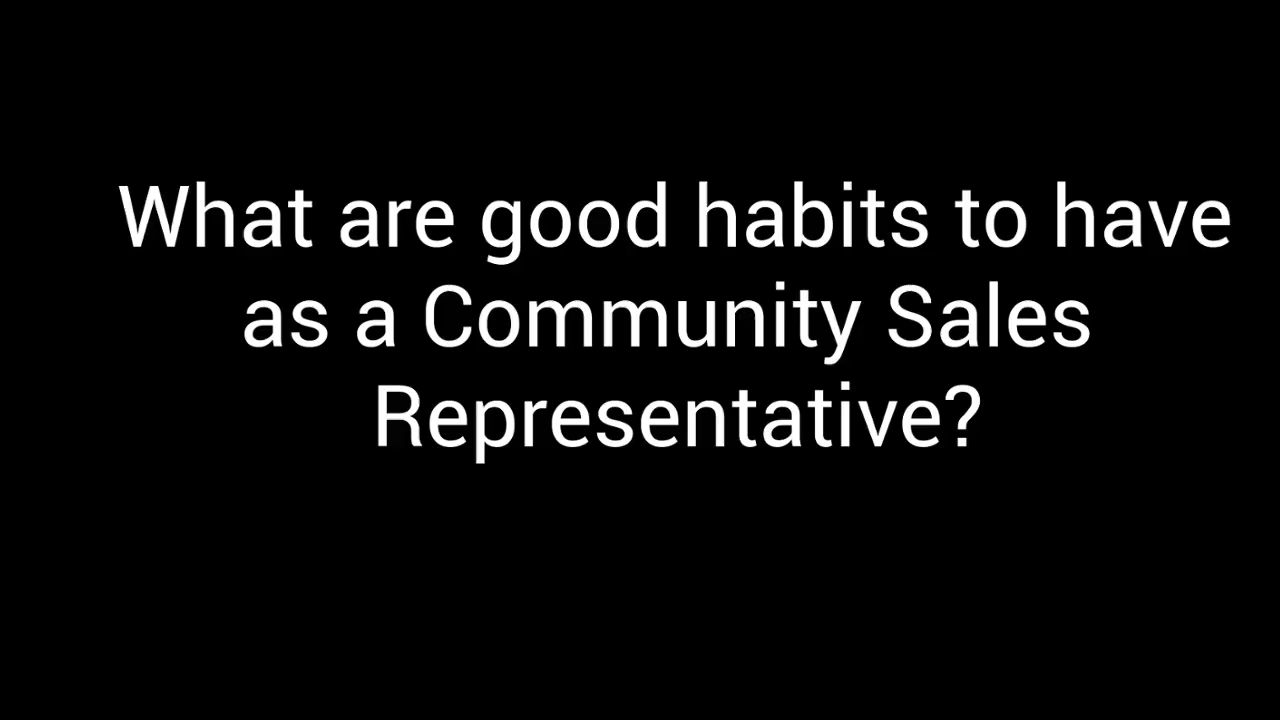 What are good habits to have
as a Community Sales
Representative?